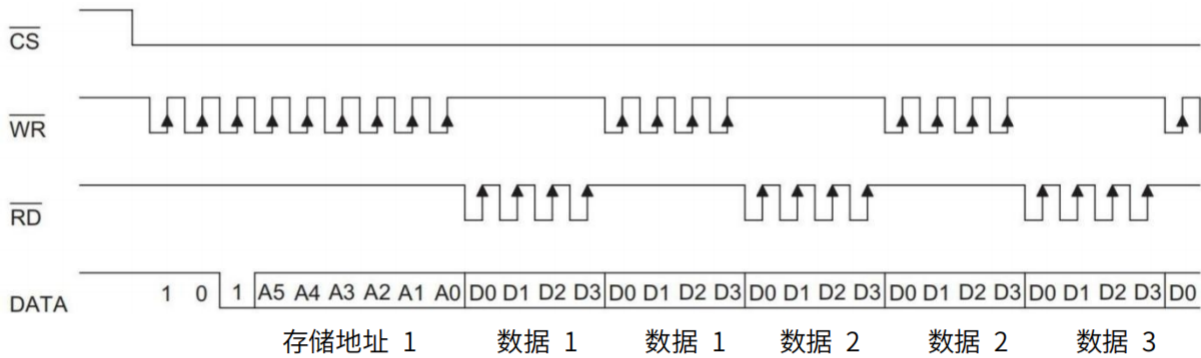 CS
WR
RD
DATA 1 0 1 A5 A4 A3 A2 A1 A0 D0 D1 D2 D3 D0 D1 D2 D3 D0 D1 D2 D3 D0 D1 D2 D3 D0 D1 D2 D3 D0
存储地址 1 数据 1 数据 1 数据 2 数据 2 数据 3